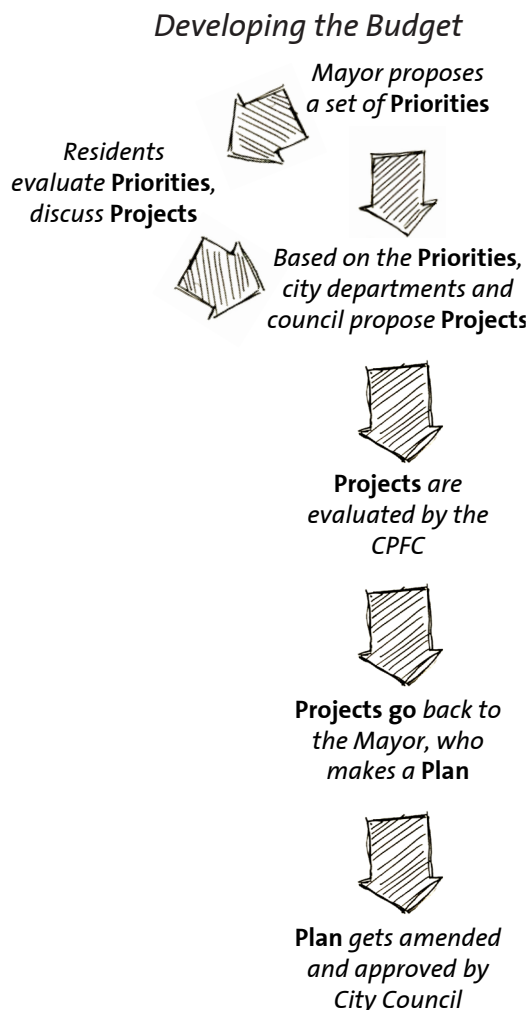 Developing the Budget
Mayor proposes
a set of Priorities
Residents
evaluate Priorities,
discuss Projects
Based on the Priorities,
city departments and
council propose Projects
Projects are
evaluated by the
CPFC
Projects go back to
the Mayor, who
makes a Plan
Plan gets amended
and approved by
City Council